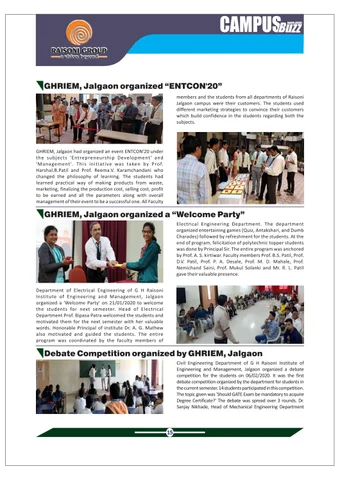 CAMPUS
BUZZ
RAISONI GROUP
a vision beyond
GHRIEM, Jalgaon organized “ENTCON’20”
GHRIEM, Jalgaon had organized an event ENTCON'20 under
the subjects 'Entrepreneurship Development' and
'Management'. This initiative was taken by Prof.
Harshul.B.Patil and Prof. Reema.V. Karamchandani who
changed the philosophy of learning. The students had
learned practical way of making products from waste,
marketing, finalizing the production cost, selling cost, profit
to be earned and all the parameters along with overall
management of their event to be a successful one. All Faculty
members and the students from all departments of Raisoni
Jalgaon campus were their customers. The students used
different marketing strategies to convince their customers
which build confidence in the students regarding both the
subjects.
GHRIEM, Jalgaon organized a “Welcome Party”
Department of Electrical Engineering of G H Raisoni
Institute of Engineering and Management, Jalgaon
organized a 'Welcome Party' on 21/01/2020 to welcome
the students for next semester. Head of Electrical
Department Prof. Bipasa Patra welcomed the students and
motivated them for the next semester with her valuable
words. Honorable Principal of institute Dr. A. G. Mathew
also motivated and guided the students. The entire
program was coordinated by the faculty members of
Electrical Engineering Department. The department
organised entertaining games (Quiz, Antakshari, and Dumb
Charades) followed by refreshment for the students. At the
end of program, felicitation of polytechnic topper students
was done by Principal Sir. The entire program was anchored
by Prof. A. S. kirtiwar. Faculty members Prof. B.S. Patil, Prof.
D.V. Patil, Prof. P. A. Desale, Prof. M. D. Mahale, Prof.
Nemichand Saini, Prof. Mukul Solanki and Mr. R. L. Patil
gave their valuable presence.
Debate Competition organized by GHRIEM, Jalgaon
Civil Engineering Department of G H Raisoni Institute of
Engineering and Management, Jalgaon organized a debate
competition for the students on 06/02/2020. It was the first
debate competition organized by the department for students in
the current semester. 14 students participated in this competition.
The topic given was 'Should GATE Exam be mandatory to acquire
Degree Certificate?' The debate was spread over 3 rounds. Dr.
Sanjay Nikhade, Head of Mechanical Engineering Department